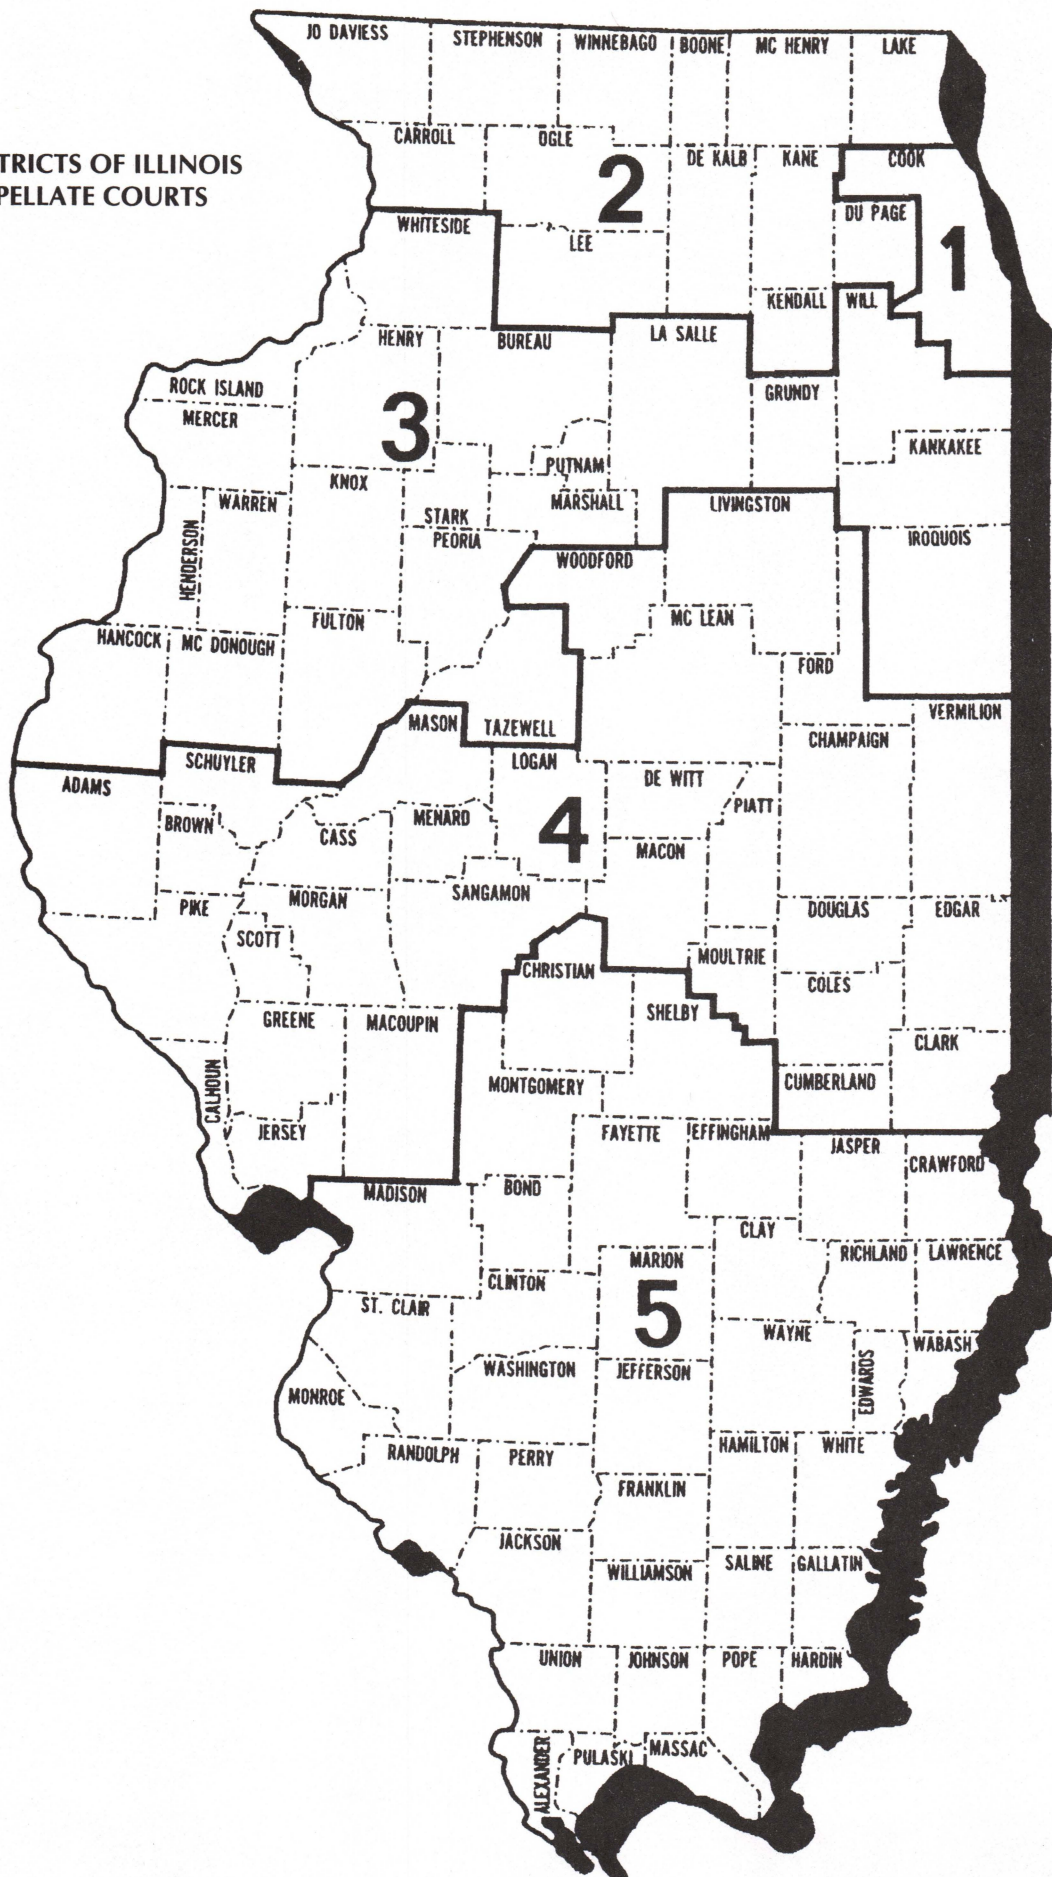 TRICTS OF ILLINOIS
PELLATE COURTS
JO DAVIESS
STEPHENSON
WINNEBAGO
BOONE
MC HENRY
LAKE
CARROLL
OGLE
2
DE KALB
KANE
COOK
1
WHITESIDE
LEE
DU PAGE
KENDALL
WILL
HENRY
BUREAU
LA SALLE
ROCK ISLAND
MERCER
3
GRUNDY
KANKAKEE
PUTNAM
KNOX
WARREN
HENDERSON
STARK
MARSHALL
LIVINGSTON
PEORIA
IROQUOIS
WOODFORD
HANCOCK
MC DONOUGH
FULTON
MC LEAN
FORD
MASON
TAZEWELL
VERMILION
CHAMPAIGN
ADAMS
SCHUYLER
LOGAN
DE WITT
PIATT
BROWN
CASS
MENARD
4
MACON
PIKE
MORGAN
SANGAMON
DOUGLAS
EDGAR
SCOTT
CHRISTIAN
MOULTRIE
COLES
GREENE
MACOUPIN
SHELBY
CLARK
CALHOUN
MONTGOMERY
CUMBERLAND
JERSEY
FAYETTE
EFFINGHAM
JASPER
CRAWFORD
MADISON
BOND
CLAY
RICHLAND
LAWRENCE
MARION
CLINTON
5
ST. CLAIR
WAYNE
EDWARDS
WABASH
WASHINGTON
JEFFERSON
MONROE
RANDOLPH
PERRY
HAMILTON
WHITE
FRANKLIN
JACKSON
WILLIAMSON
SALINE
GALLATIN
UNION
JOHNSON
POPE
HARDIN
ALEXANDER
PULASKI
MASSAC